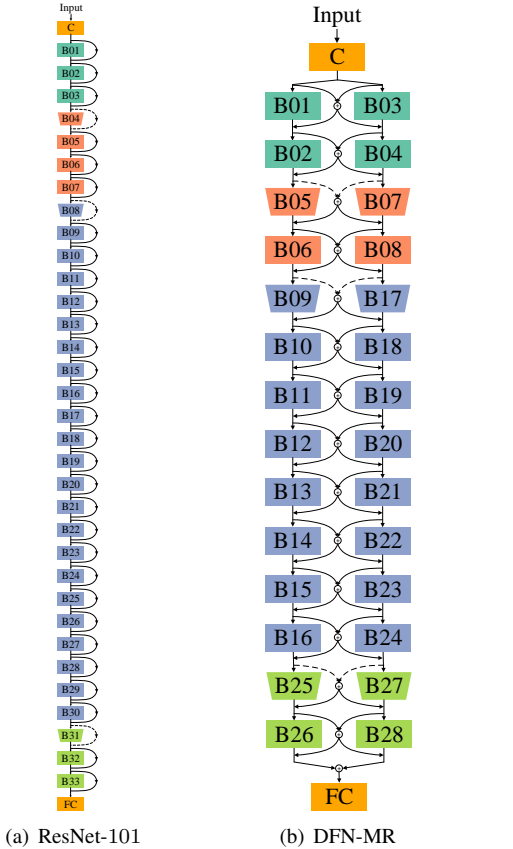 Input
C
B01
B02
B03
B04
B05
B06
B07
B08
B09
B10
B11
B12
B13
B14
B15
B16
B17
B18
B19
B20
B21
B22
B23
B24
B25
B26
B27
B28
B29
B30
B31
B32
B33
FC
(a) ResNet-101
Input
C
B01 B03
B02 B04
B05 B07
B06 B08
B09 B17
B10 B18
B11 B19
B12 B20
B13 B21
B14 B22
B15 B23
B16 B24
B25 B27
B26 B28
FC
(b) DFN-MR